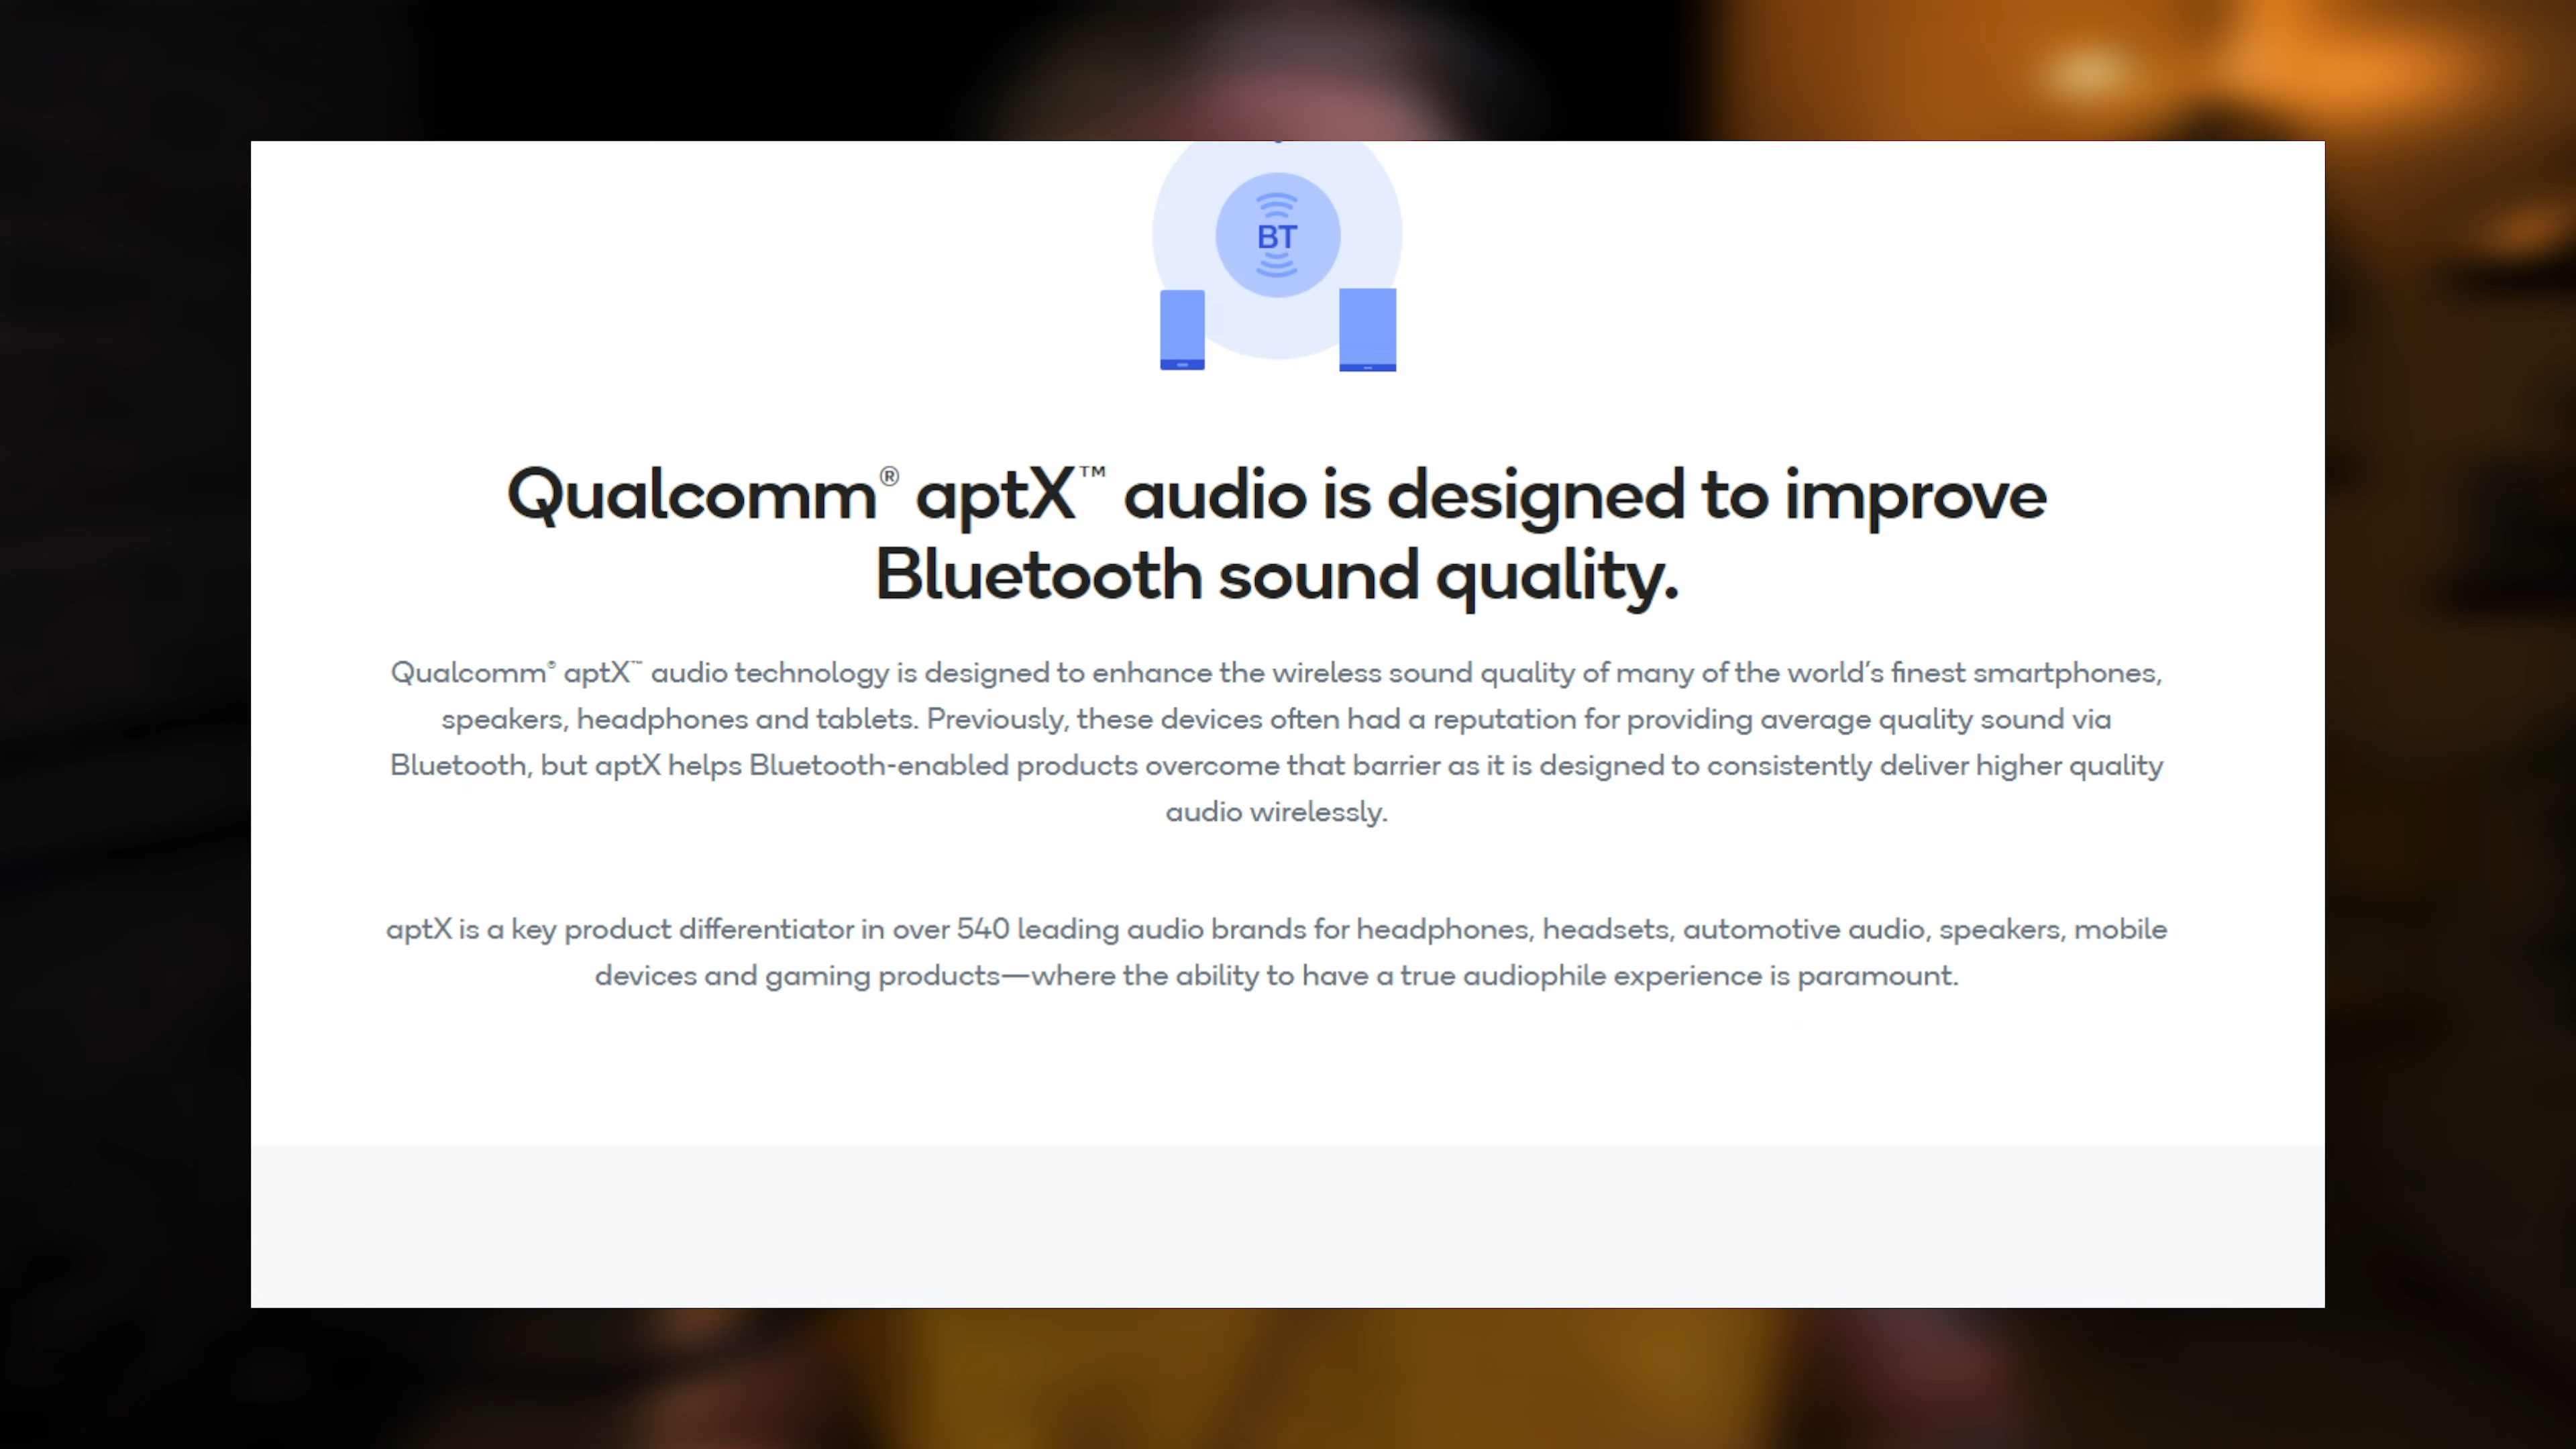 BT
Qualcomm® aptX™ audio is designed to improve
Bluetooth sound quality.
Qualcomm® aptX™ audio technology is designed to enhance the wireless sound quality of many of the world's finest smartphones,
speakers, headphones and tablets. Previously, these devices often had a reputation for providing average quality sound via
Bluetooth, but aptX helps Bluetooth-enabled products overcome that barrier as it is designed to consistently deliver higher quality
audio wirelessly.
aptX is a key product differentiator in over 540 leading audio brands for headphones, headsets, automotive audio, speakers, mobile
devices and gaming products—where the ability to have a true audiophile experience is paramount.